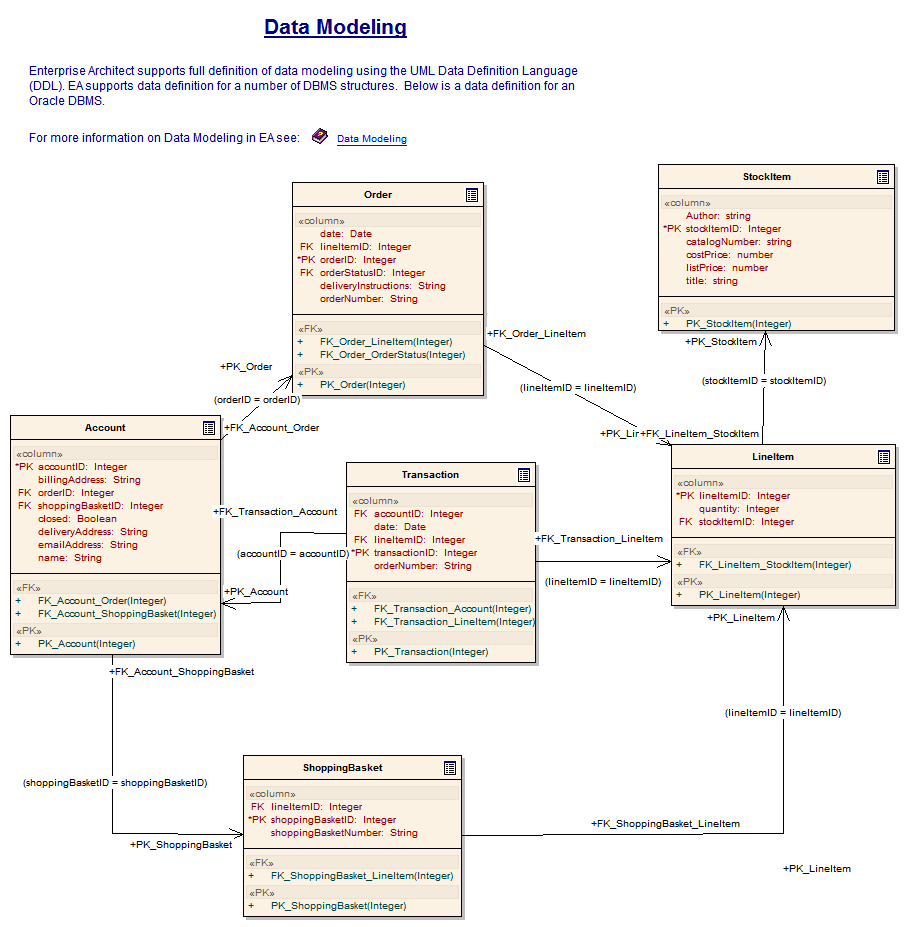 Data Modeling
Enterprise Architect supports full definition of data modeling using the UML Data Definition Language
(DDL). EA supports data definition for a number of DBMS structures.  Below is a data definition for an
Oracle DBMS.
For more information on Data Modeling in EA see:
Data Modeling
Order
«column»
date: Date
FK lineItemID: Integer
*PK orderID: Integer
FK orderStatusID: Integer
deliveryInstructions: String
orderNumber: String
«FK»
+ FK_Order_LineItem(Integer)
+ FK_Order_OrderStatus(Integer)
«PK»
+ PK_Order(Integer)
StockItem
«column»
Author: string
*PK stockItemID: Integer
catalogNumber: string
costPrice: number
listPrice: number
title: string
«PK»
+ PK_StockItem(Integer)
+FK_Order_LineItem
+PK_StockItem
+PK_Order
(stockItemID = stockItemID)
(lineItemID = lineItemID)
(orderID = orderID)
+FK_Account_Order
+PK_Lir
+FK_LineItem_StockItem
Account
«column»
*PK accountID: Integer
billingAddress: String
FK orderID: Integer
FK shoppingBasketID: Integer
closed: Boolean
deliveryAddress: String
emailAddress: String
name: String
«FK»
+ FK_Account_Order(Integer)
+ FK_Account_ShoppingBasket(Integer)
«PK»
+ PK_Account(Integer)
+FK_Transaction_Account
(accountID = accountID)
+PK_Account
Transaction
«column»
FK accountID: Integer
date: Date
FK lineItemID: Integer
*PK transactionID: Integer
orderNumber: String
«FK»
+ FK_Transaction_Account(Integer)
+ FK_Transaction_LineItem(Integer)
«PK»
+ PK_Transaction(Integer)
+FK_Transaction_LineItem
(lineItemID = lineItemID)
LineItem
«column»
*PK lineItemID: Integer
quantity: Integer
FK stockItemID: Integer
«FK»
+ FK_LineItem_StockItem(Integer)
«PK»
+ PK_LineItem(Integer)
+PK_LineItem
+FK_Account_ShoppingBasket
(lineItemID = lineItemID)
(shoppingBasketID = shoppingBasketID)
+PK_ShoppingBasket
ShoppingBasket
«column»
FK lineItemID: Integer
*PK shoppingBasketID: Integer
shoppingBasketNumber: String
«FK»
+ FK_ShoppingBasket_LineItem(Integer)
«PK»
+ PK_ShoppingBasket(Integer)
+FK_ShoppingBasket_LineItem
+PK_LineItem